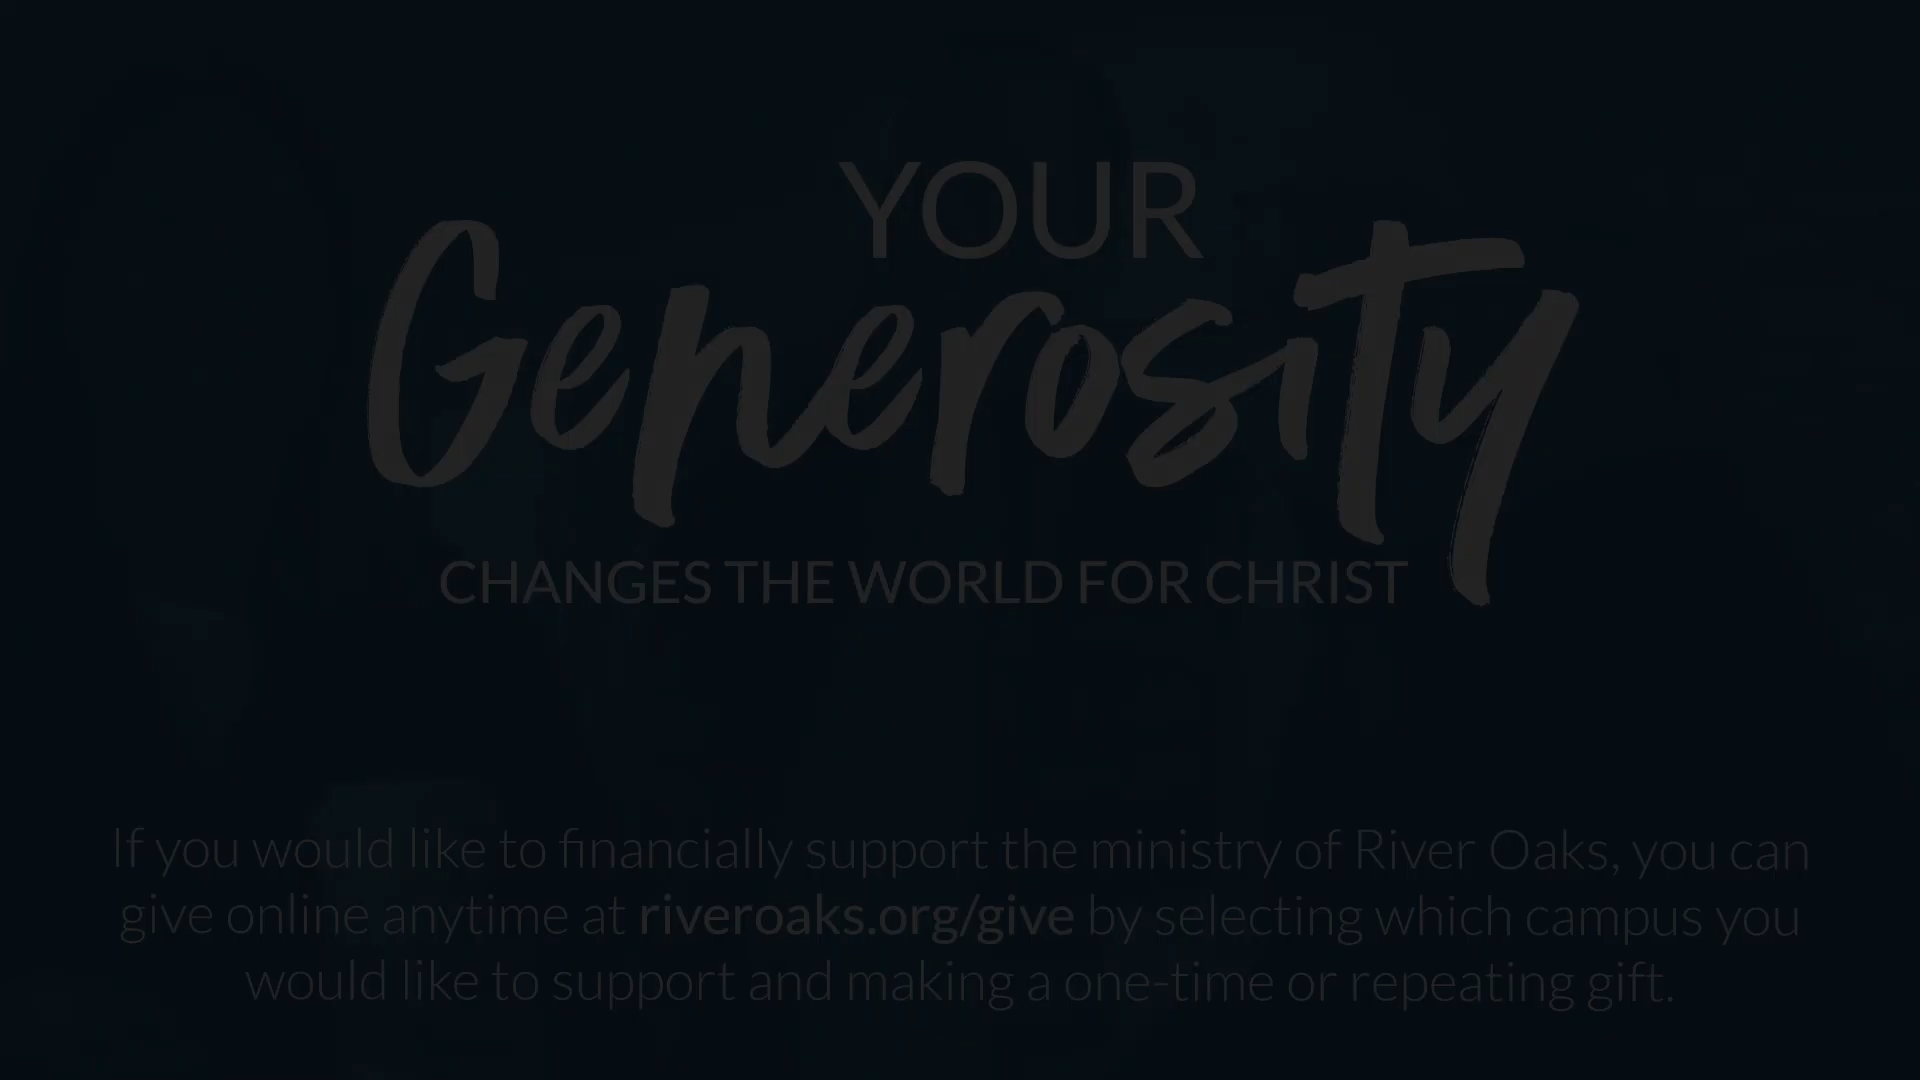 YOUR
Generosity
CHANGES THE WORLD FOR CHRIST
If you would like to financially support the ministry of River Oaks, you can
give online anytime at riveroaks.org/give by selecting which campus you
would like to support and making a one-time or repeating gift.